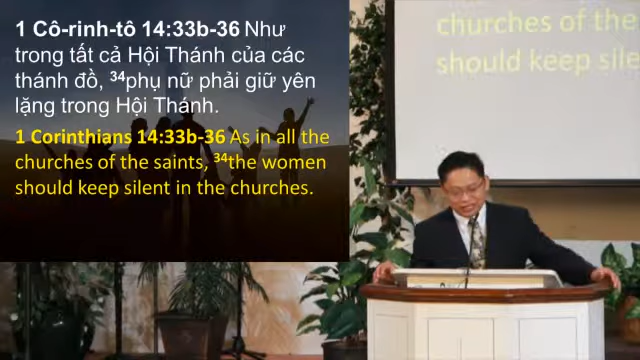 1 Cô-rinh-tô 14:33b-36 Như
trong tất cả Hội Thánh của các
thánh đồ, ³⁴phụ nữ phải giữ yên
lặng trong Hội Thánh.
1 Corinthians 14:33b-36 As in all the
churches of the saints, ³⁴the women
should keep silent in the churches.
churches of the
should keep sile